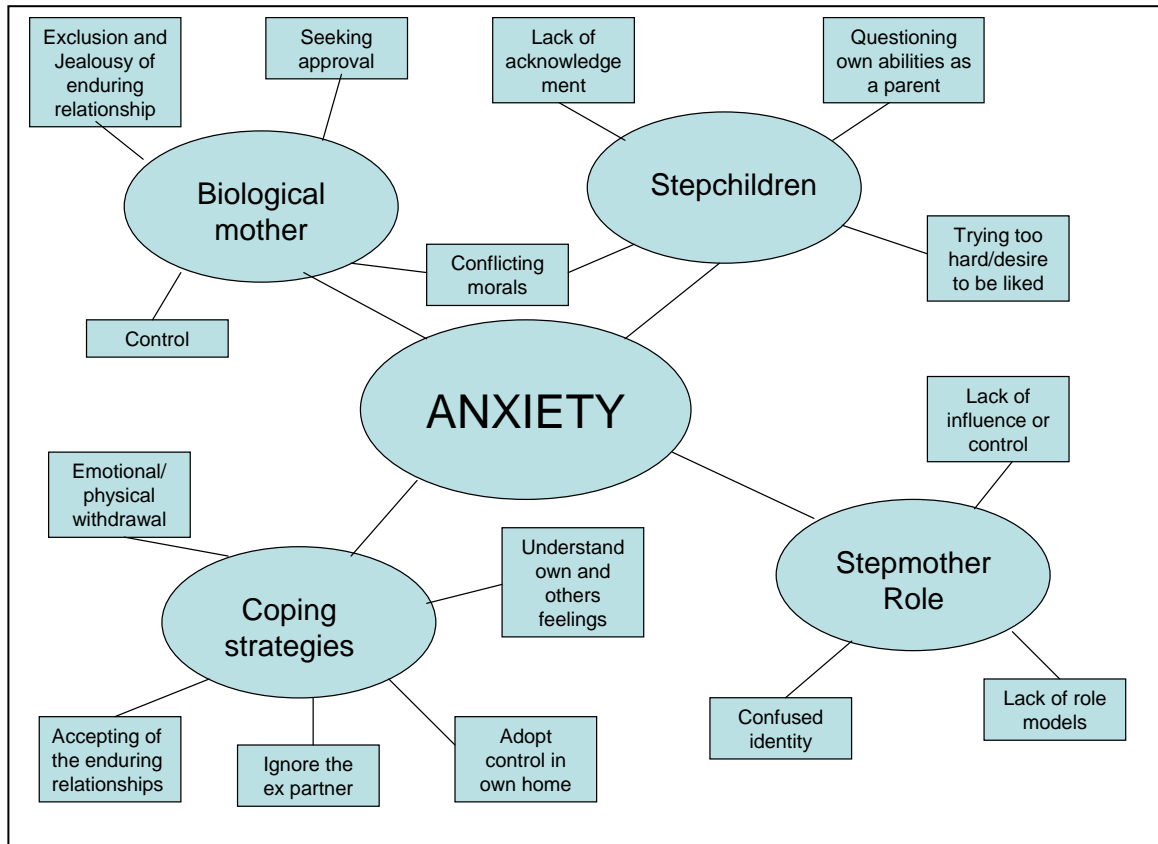 Exclusion and
Jealousy of
enduring
relationship
Seeking
approval
Lack of
acknowledge
ment
Questioning
own abilities as
a parent
Biological
mother
Stepchildren
Conflicting
morals
Trying too
hard/desire
to be liked
Control
ANXIETY
Lack of
influence or
control
Emotional/
physical
withdrawal
Understand
own and
others
feelings
Stepmother
Role
Coping
strategies
Accepting of
the enduring
relationships
Ignore the
ex partner
Adopt
control in
own home
Confused
identity
Lack of role
models